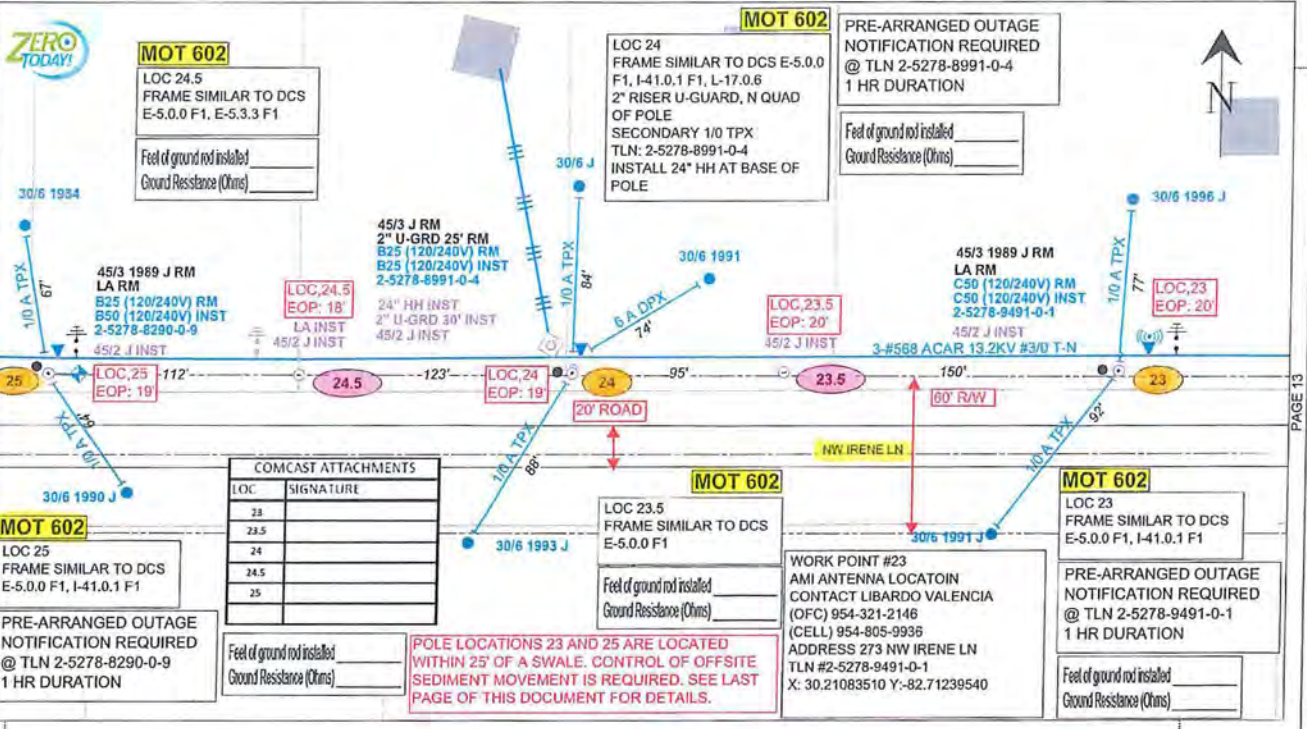 ZERO
TODAY!
MOT 602
LOC 24.5
FRAME SIMILAR TO DCS
E-5.0.0 F1, E-5.3.3 F1
Feet of ground rod installed
Ground Resistance (Ohms)
MOT 602
LOC 24
FRAME SIMILAR TO DCS E-5.0.0
F1, I-41.0.1 F1, L-17.0.6
2" RISER U-GUARD, N QUAD
OF POLE
SECONDARY 1/0 TPX
TLN: 2-5278-8991-0-4
INSTALL 24" HH AT BASE OF
POLE
PRE-ARRANGED OUTAGE
NOTIFICATION REQUIRED
@ TLN 2-5278-8991-0-4
1 HR DURATION
Feet of ground rod installed
Ground Resistance (Ohms)
N
30/6 1984
1/0 A TPX
67'
45/3 1989 J RM
LA RM
B25 (120/240V) RM
B50 (120/240V) INST
2-5278-8290-0-9
45/2 J INST
LOC,24.5
EOP: 18'
LA INST
45/2 J INST
45/3 J RM
2" U-GRD 25' RM
B25 (120/240V) RM
B25 (120/240V) INST
2-5278-8991-0-4
24" HH INST
2" U-GRD 30' INST
45/2 J INST
30/6 J
1/0 A TPX
84'
30/6 1991
6 A DPX
74'
LOC,23.5
EOP: 20'
45/2 J INST
45/3 1989 J RM
LA RM
C50 (120/240V) RM
C50 (120/240V) INST
2-5278-9491-0-1
45/2 J INST
30/6 1996 J
1/0 A TPX
77'
LOC,23
EOP: 20'
3-#568 ACAR 13.2KV #3/0 T-N
25
LOC,25
EOP: 19'
112'
24.5
123'
LOC,24
EOP: 19'
24
95'
23.5
150'
23
20' ROAD
60' R/W
PAGE 13
1/0 A TPX
64'
30/6 1990 J
1/0 A TPX
88'
30/6 1993 J
NW IRENE LN
1/0 A TPX
92'
30/6 1991 J
COMCAST ATTACHMENTS
LOC SIGNATURE
23
23.5
24
24.5
25
MOT 602
LOC 25
FRAME SIMILAR TO DCS
E-5.0.0 F1, I-41.0.1 F1
PRE-ARRANGED OUTAGE
NOTIFICATION REQUIRED
@ TLN 2-5278-8290-0-9
1 HR DURATION
Feet of ground rod installed
Ground Resistance (Ohms)
POLE LOCATIONS 23 AND 25 ARE LOCATED
WITHIN 25' OF A SWALE. CONTROL OF OFFSITE
SEDIMENT MOVEMENT IS REQUIRED. SEE LAST
PAGE OF THIS DOCUMENT FOR DETAILS.
MOT 602
LOC 23.5
FRAME SIMILAR TO DCS
E-5.0.0 F1
Feet of ground rod installed
Ground Resistance (Ohms)
WORK POINT #23
AMI ANTENNA LOCATOIN
CONTACT LIBARDO VALENCIA
(OFC) 954-321-2146
(CELL) 954-805-9936
ADDRESS 273 NW IRENE LN
TLN #2-5278-9491-0-1
X: 30.21083510 Y:-82.71239540
MOT 602
LOC 23
FRAME SIMILAR TO DCS
E-5.0.0 F1, I-41.0.1 F1
PRE-ARRANGED OUTAGE
NOTIFICATION REQUIRED
@ TLN 2-5278-9491-0-1
1 HR DURATION
Feet of ground rod installed
Ground Resistance (Ohms)